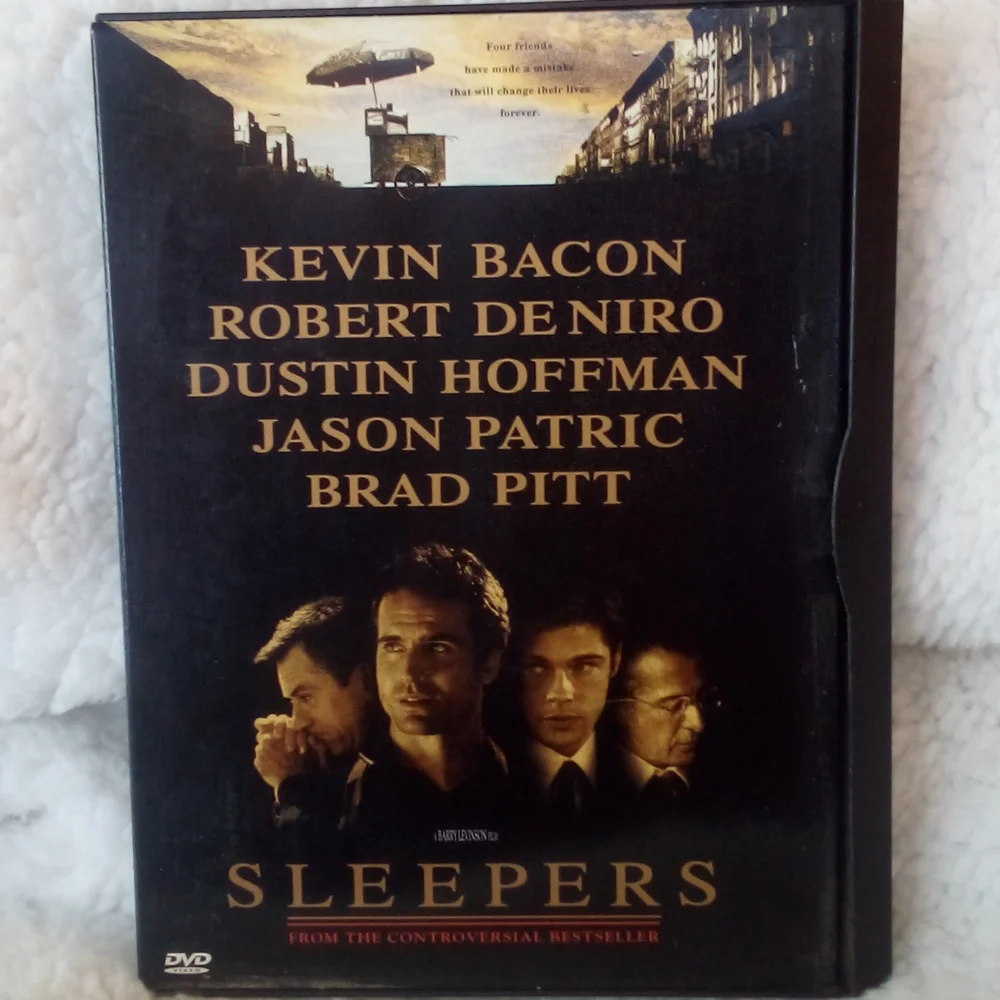 Four friends
have made a mistake
that will change their lives
forever.
KEVIN BACON
ROBERT DE NIRO
DUSTIN HOFFMAN
JASON PATRIC
BRAD PITT
A BARRY LEVINSON FILM
SLEEPERS
FROM THE CONTROVERSIAL BESTSELLER
DVD
VIDEO